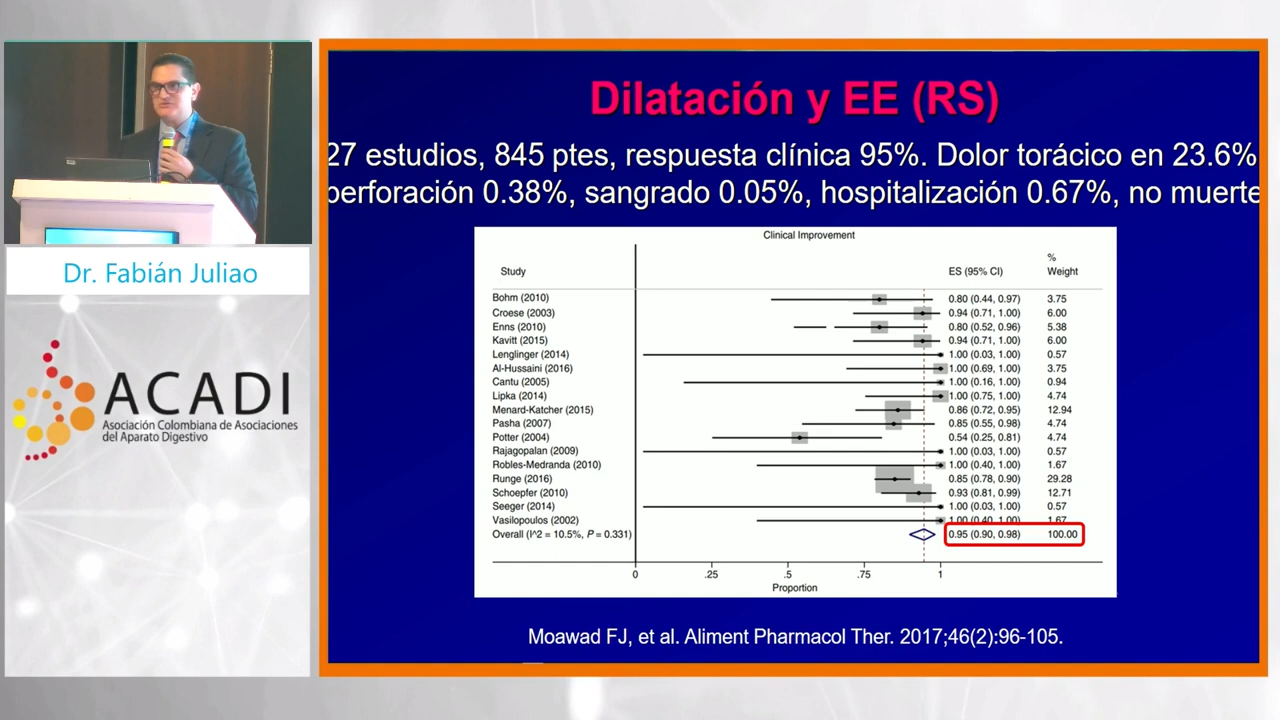 Dilatación y EE (RS)
27 estudios, 845 ptes, respuesta clínica 95%. Dolor torácico en 23.6%
perforación 0.38%, sangrado 0.05%, hospitalización 0.67%, no muerte
Dr. Fabián Juliao
ACADI
Asociación Colombiana de Asociaciones
del Aparato Digestivo
Clinical Improvement
%
Study ES (95% CI) Weight
Bohm (2010) 0.80 (0.44, 0.97) 3.75
Croese (2003) 0.94 (0.71, 1.00) 6.00
Enns (2010) 0.80 (0.52, 0.96) 5.38
Kavitt (2015) 0.94 (0.71, 1.00) 6.00
Lenglinger (2014) 1.00 (0.03, 1.00) 0.57
Al-Hussaini (2016) 1.00 (0.69, 1.00) 3.75
Cantu (2005) 1.00 (0.16, 1.00) 0.94
Lipka (2014) 1.00 (0.75, 1.00) 4.74
Menard-Katcher (2015) 0.86 (0.72, 0.95) 12.94
Pasha (2007) 0.85 (0.55, 0.98) 4.74
Potter (2004) 0.54 (0.25, 0.81) 4.74
Rajagopalan (2009) 1.00 (0.03, 1.00) 0.57
Robles-Medranda (2010) 1.00 (0.40, 1.00) 1.67
Runge (2016) 0.85 (0.78, 0.90) 29.28
Schoepfer (2010) 0.93 (0.81, 0.99) 12.71
Seeger (2014) 1.00 (0.03, 1.00) 0.57
Vasilopoulos (2002) 1.00 (0.40, 1.00) 1.67
Overall (I^2 = 10.5%, P = 0.331) 0.95 (0.90, 0.98) 100.00
0 .25 .5 .75 1
Proportion
Moawad FJ, et al. Aliment Pharmacol Ther. 2017;46(2):96-105.